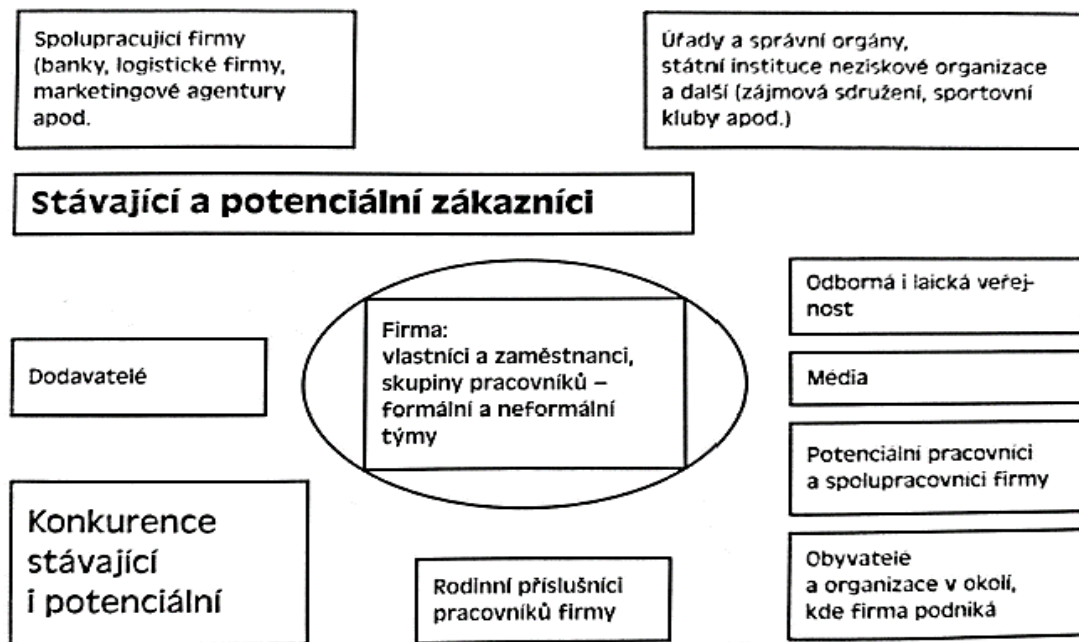 Spolupracující firmy
(banky, logistické firmy,
marketingové agentury
apod.
Úřady a správní orgány,
státní instituce neziskové organizace
a další (zájmová sdružení, sportovní
kluby apod.)
Stávající a potenciální zákazníci
Odborná i laická veřej-
nost
Firma:
vlastníci a zaměstnanci,
skupiny pracovníků –
formální a neformální
týmy
Dodavatelé
Média
Potenciální pracovníci
a spolupracovníci firmy
Konkurence
stávající
i potenciální
Rodinní příslušníci
pracovníků firmy
Obyvatelé
a organizace v okolí,
kde firma podniká